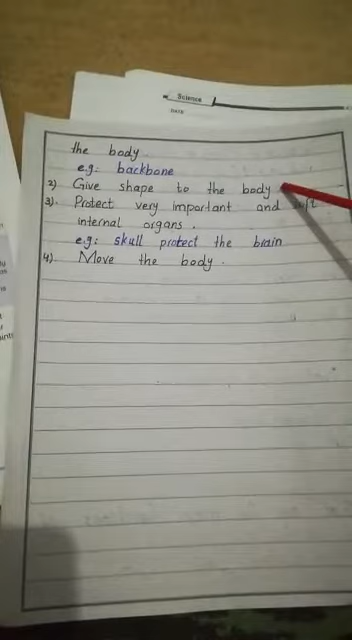 Science
DATE:
the body.
e.g: backbone
2) Give shape to the body
3). Protect very important and
internal organs.
e.g: skull protect the brain
4). Move the body.